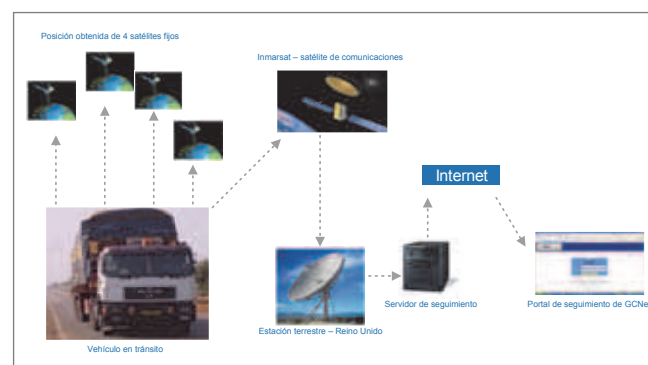 Posición obtenida de 4 satélites fijos
Inmarsat – satélite de comunicaciones
Internet
Servidor de seguimiento
Portal de seguimiento de GCNe
Estación terrestre – Reino Unido
Vehículo en tránsito